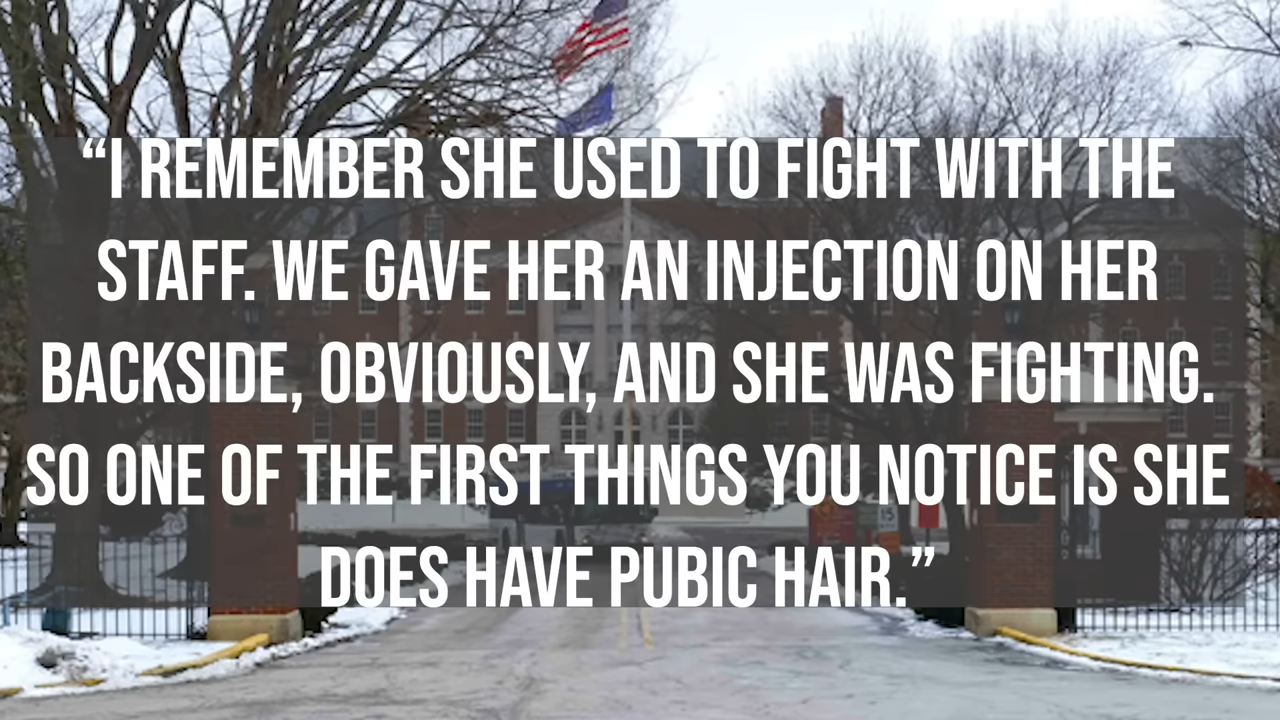 “I REMEMBER SHE USED TO FIGHT WITH THE
STAFF. WE GAVE HER AN INJECTION ON HER
BACKSIDE, OBVIOUSLY, AND SHE WAS FIGHTING.
SO ONE OF THE FIRST THINGS YOU NOTICE IS SHE
DOES HAVE PUBIC HAIR.”
15